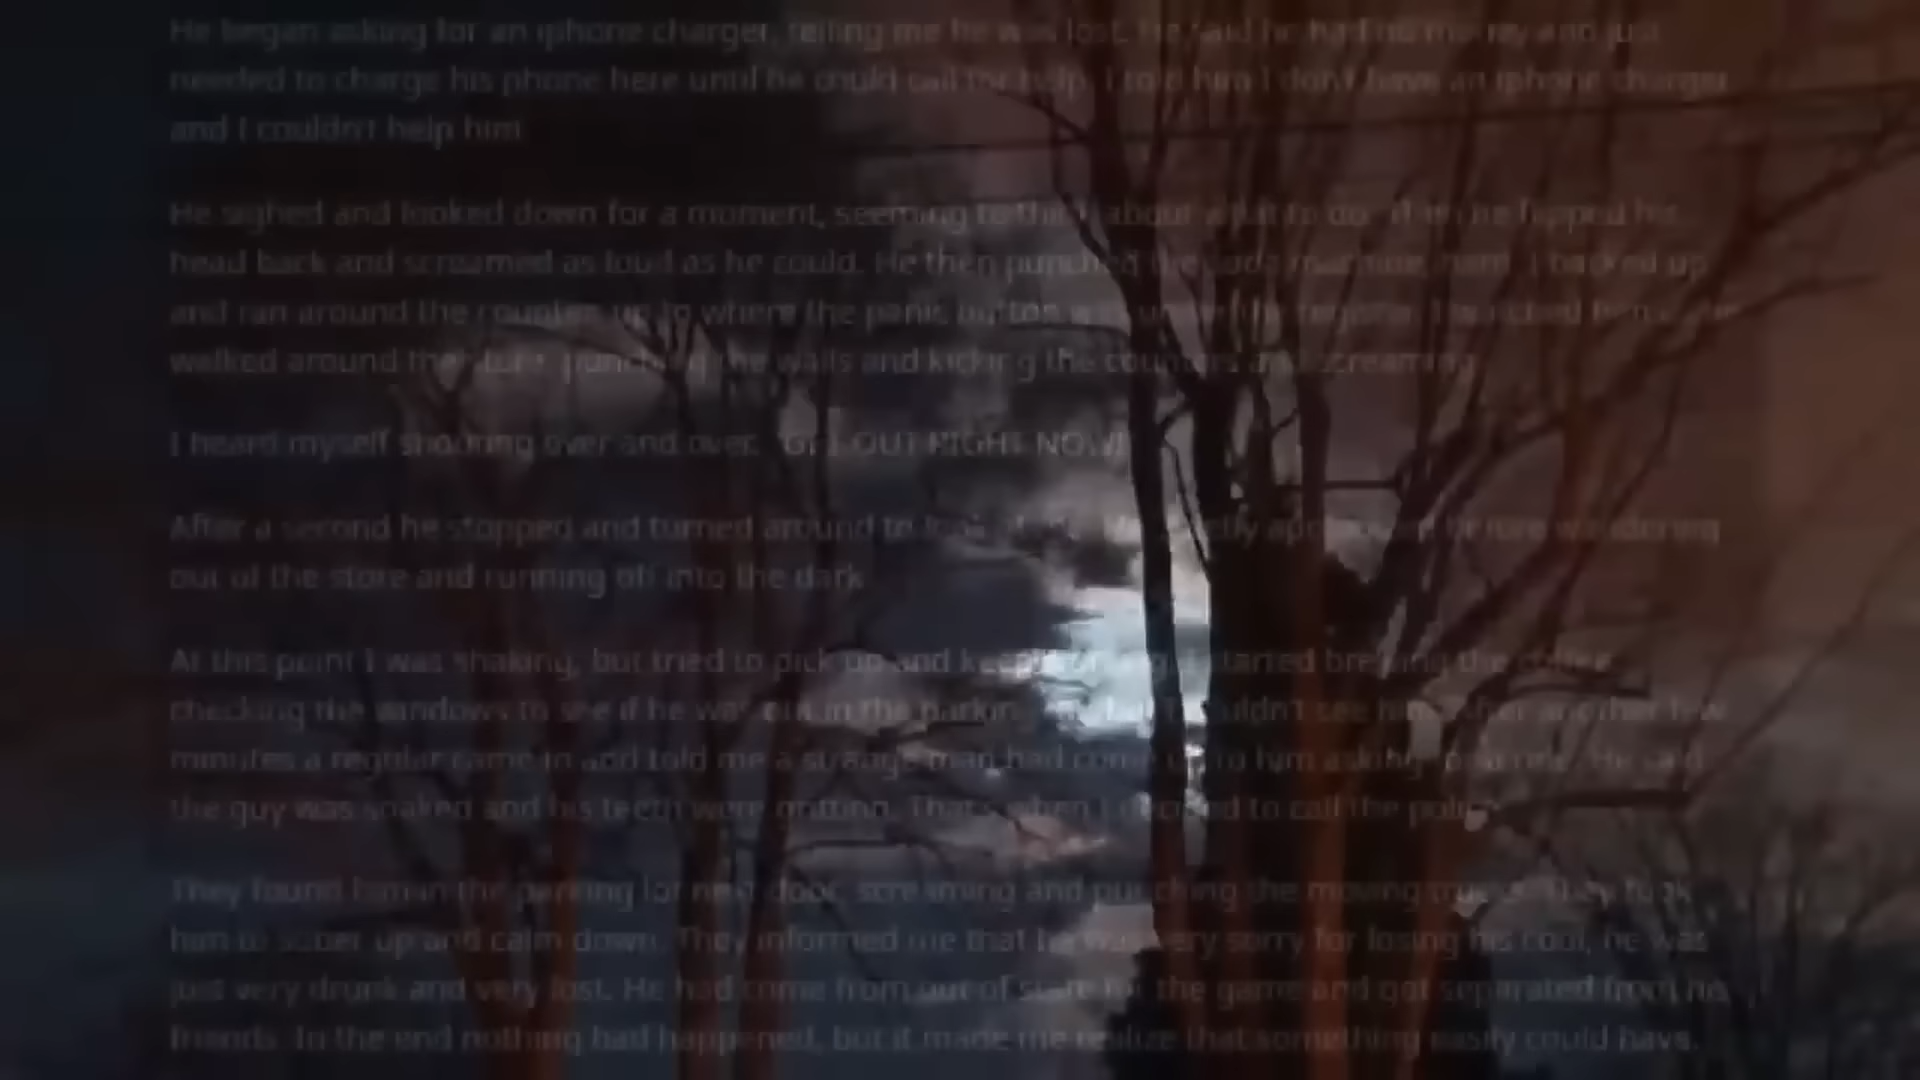 He began asking for an iphone charger, telling me he was lost. He said he had no money and just
needed to charge his phone here until he could call for help. I told him I don't have an iphone charger
and I couldn't help him
He sighed and looked down for a moment, seeming to think about what to do. Then he flipped his
head back and screamed as loud as he could. He then punched the soda machine, hard. I backed up
and ran around the counter up to where the panic button
walked around the store, punching the walls and kicking the counters and screaming
I heard myself shouting over and over. "GET OUT RIGHT NOW!
After a second he stopped and turned around to look at before wandering
out of the store and running off into the dark
At this point I was shaking, but tried to pick up and keep started brewing the coffee
checking the windows to see if he was out in the parking lot, but I couldn't see him. After another few
minutes a regular came in and told me a strange man had come up to him asking He said
the guy was soaked and his teeth were gritting. That's when I decided to call the police
They found him in the parking lot next door, screaming and punching the moving trucks. They took
him to sober up and calm down. They informed me that he was very sorry for losing his cool, he was
just very drunk and very lost. He had come from out of state for the game and got separated from his
friends. In the end nothing had happened, but it made me realize that something easily could have.